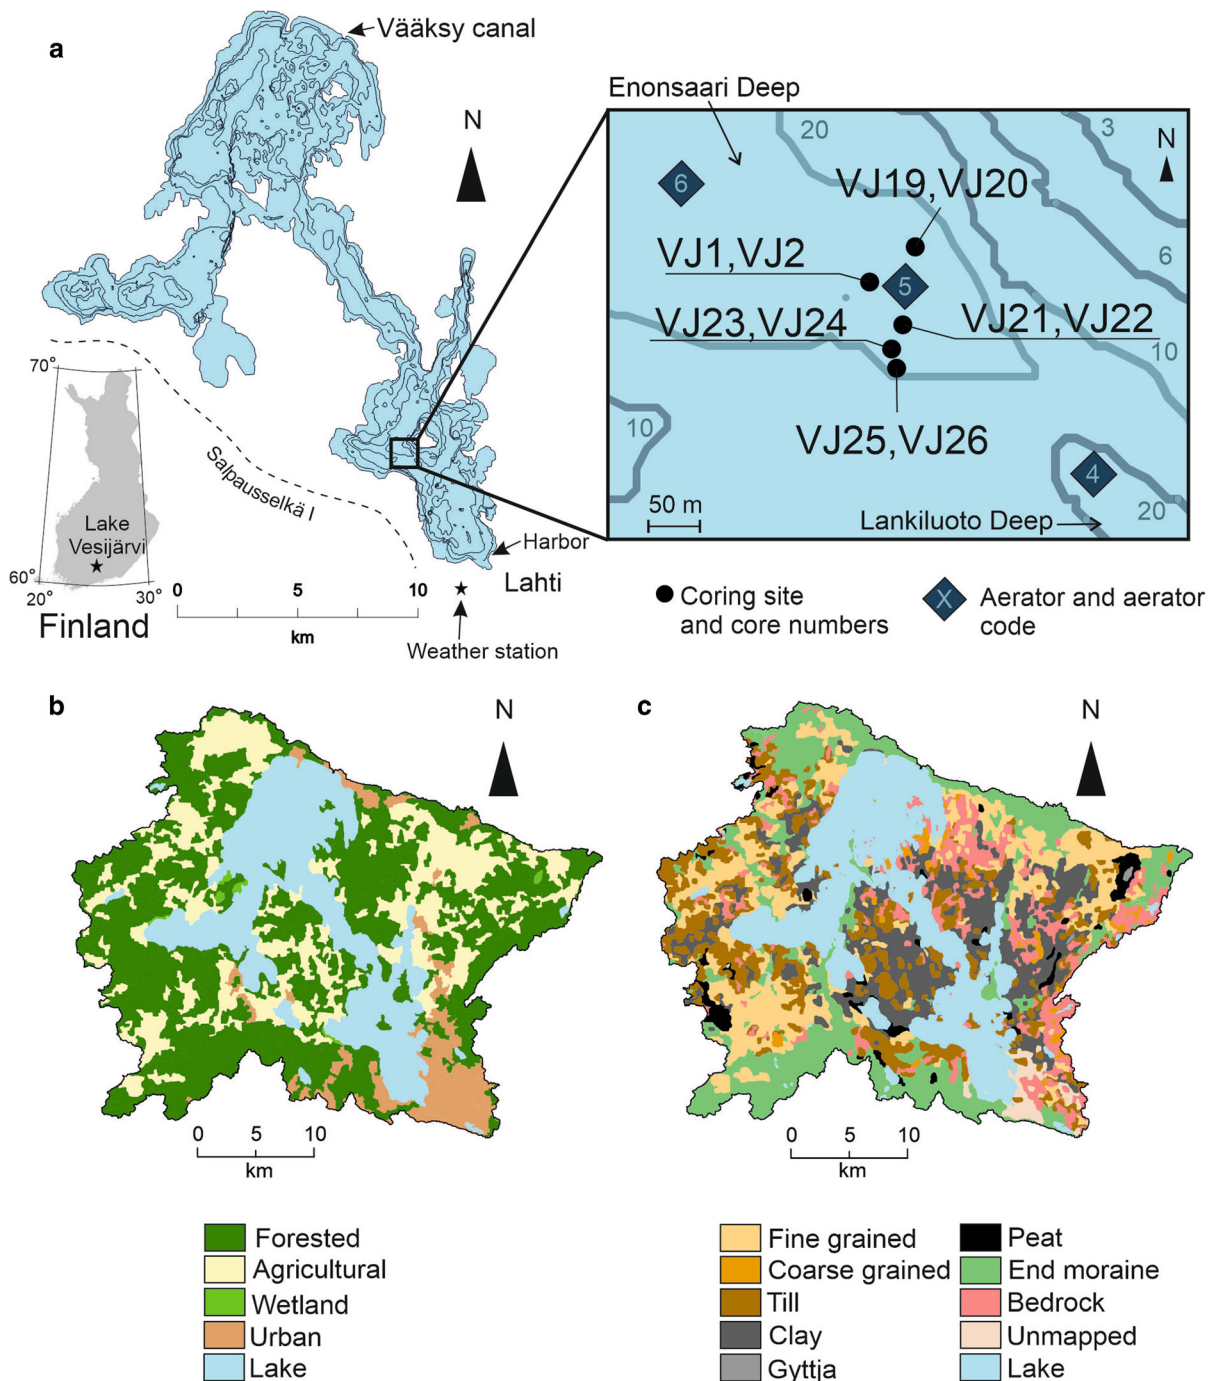 a
Vääksy canal
N
Enonsaari Deep
20
3
N
6
VJ19,VJ20
VJ1,VJ2
5
6
VJ23,VJ24
VJ21,VJ22
10
VJ25,VJ26
10
4
20
50 m
Lankiluoto Deep
Salpausselkä I
70°
Lake
Vesijärvi
60°
20°
30°
Finland
0
5
10
km
Harbor
Lahti
Weather station
Coring site
and core numbers
X
Aerator and aerator
code
b
N
0
5
10
km
Forested
Agricultural
Wetland
Urban
Lake
c
N
0
5
10
km
Fine grained
Coarse grained
Till
Clay
Gyttja
Peat
End moraine
Bedrock
Unmapped
Lake